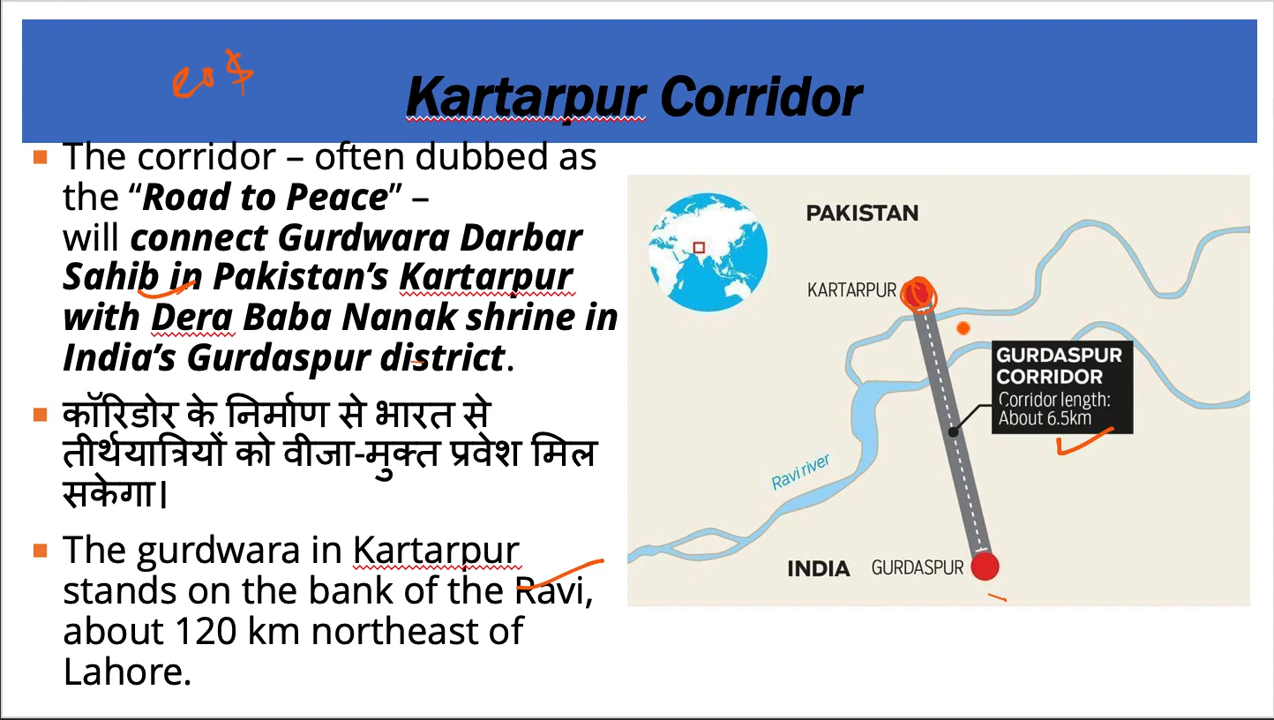 Kartarpur Corridor
The corridor – often dubbed as
the “Road to Peace” –
will connect Gurdwara Darbar
Sahib in Pakistan’s Kartarpur
with Dera Baba Nanak shrine in
India’s Gurdaspur district.
कॉरिडोर के निर्माण से भारत से
तीर्थयात्रियों को वीजा-मुक्त प्रवेश मिल
सकेगा।
The gurdwara in Kartarpur
stands on the bank of the Ravi,
about 120 km northeast of
Lahore.
PAKISTAN
KARTARPUR
GURDASPUR
CORRIDOR
Corridor length:
About 6.5km
Ravi river
INDIA GURDASPUR